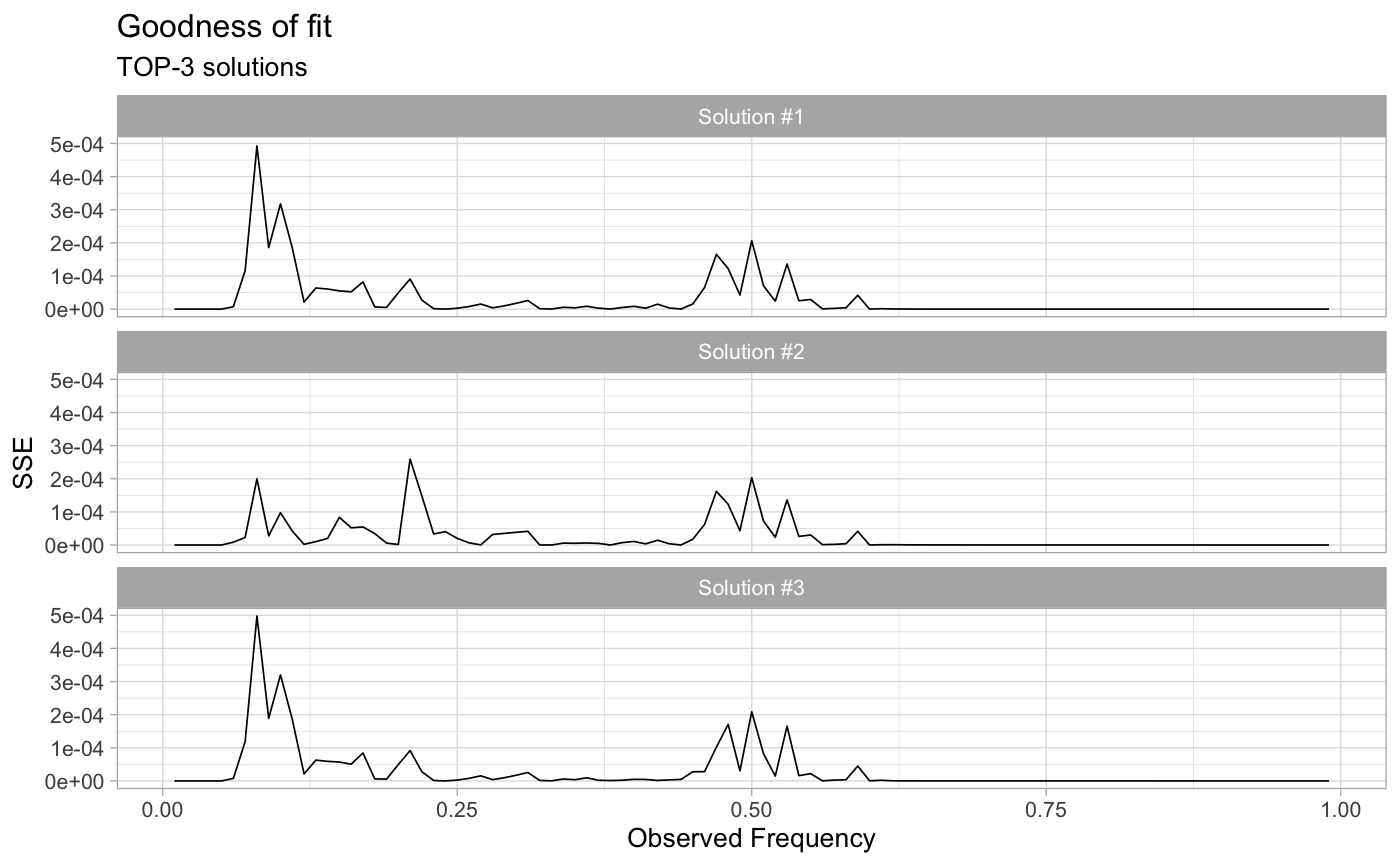 Goodness of fit
TOP-3 solutions
Solution #1
5e-04
4e-04
3e-04
2e-04
1e-04
0e+00
Solution #2
5e-04
4e-04
3e-04
2e-04
1e-04
0e+00
SSE
Solution #3
5e-04
4e-04
3e-04
2e-04
1e-04
0e+00
0.00 0.25 0.50 0.75 1.00
Observed Frequency